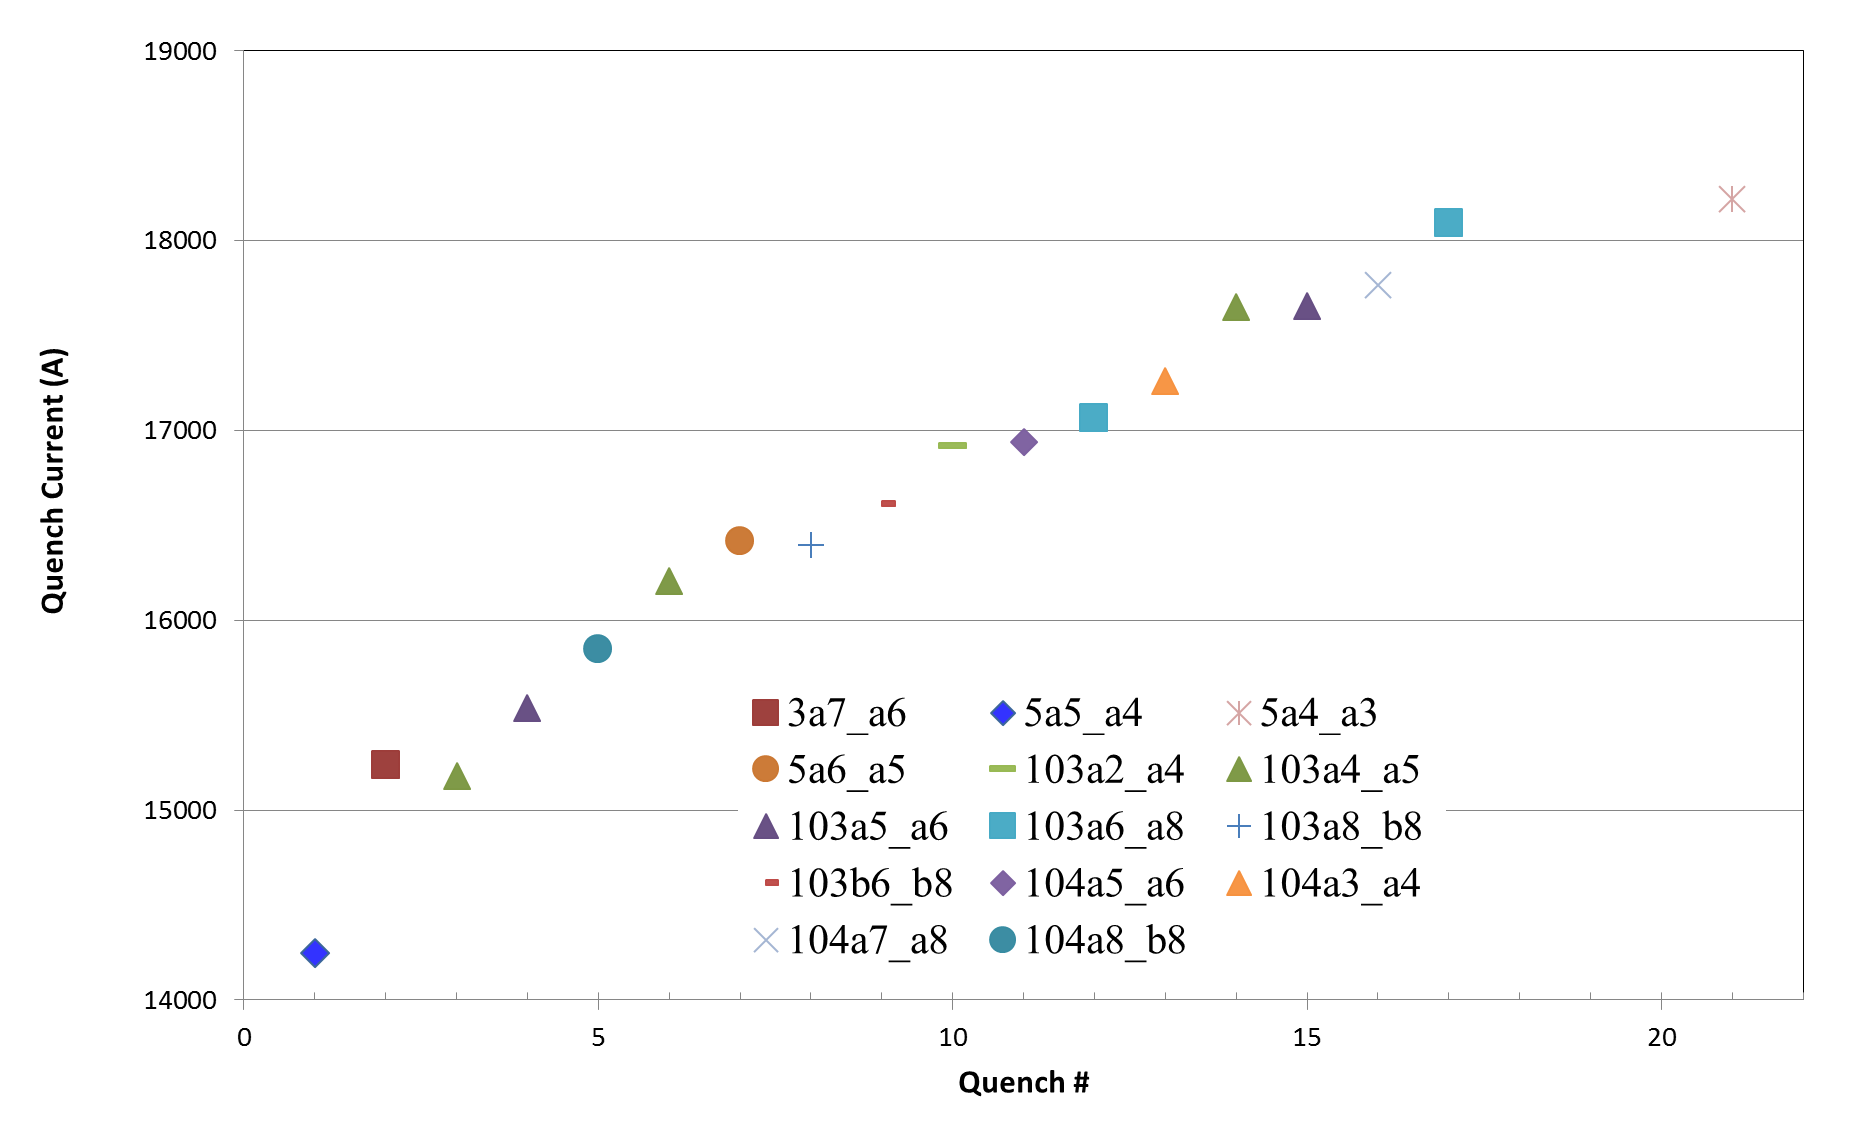 19000
18000
17000
16000
15000
14000
Quench Current (A)
3a7_a6 5a5_a4 5a4_a3
5a6_a5 103a2_a4 103a4_a5
103a5_a6 103a6_a8 103a8_b8
103b6_b8 104a5_a6 104a3_a4
104a7_a8 104a8_b8
0 5 10 15 20
Quench #